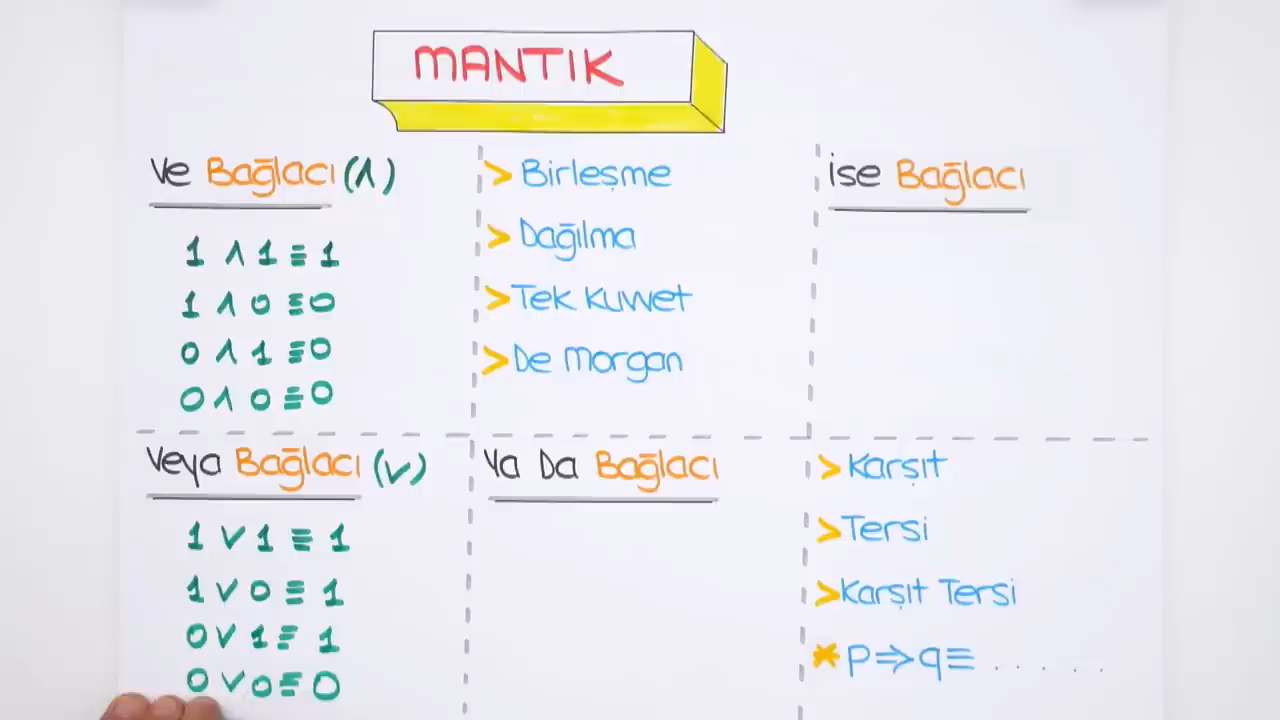 MANTIK
Ve Bağlacı (∧)
1 ∧ 1 ≡ 1
1 ∧ 0 ≡ 0
0 ∧ 1 ≡ 0
0 ∧ 0 ≡ 0
> Birleşme
> Dağılma
> Tek Kuvvet
> De Morgan
ise Bağlacı
Veya Bağlacı (∨)
1 ∨ 1 ≡ 1
1 ∨ 0 ≡ 1
0 ∨ 1 ≡ 1
0 ∨ 0 ≡ 0
Ya Da Bağlacı
> Karşıt
> Tersi
> Karşıt Tersi
* p⇒q≡ . . . . . .